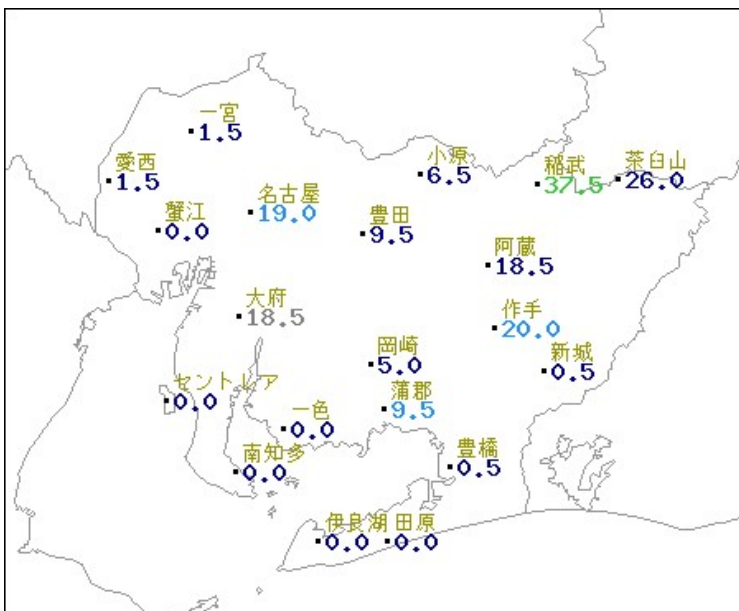 一宮
1.5
小原
6.5
愛西
1.5
稲武
37.5
茶臼山
26.0
名古屋
19.0
蟹江
0.0
豊田
9.5
阿蔵
18.5
大府
18.5
作手
20.0
岡崎
5.0
新城
0.5
セントレア
0.0
蒲郡
9.5
一色
0.0
南知多
0.0
豊橋
0.5
伊良湖
0.0
田原
0.0